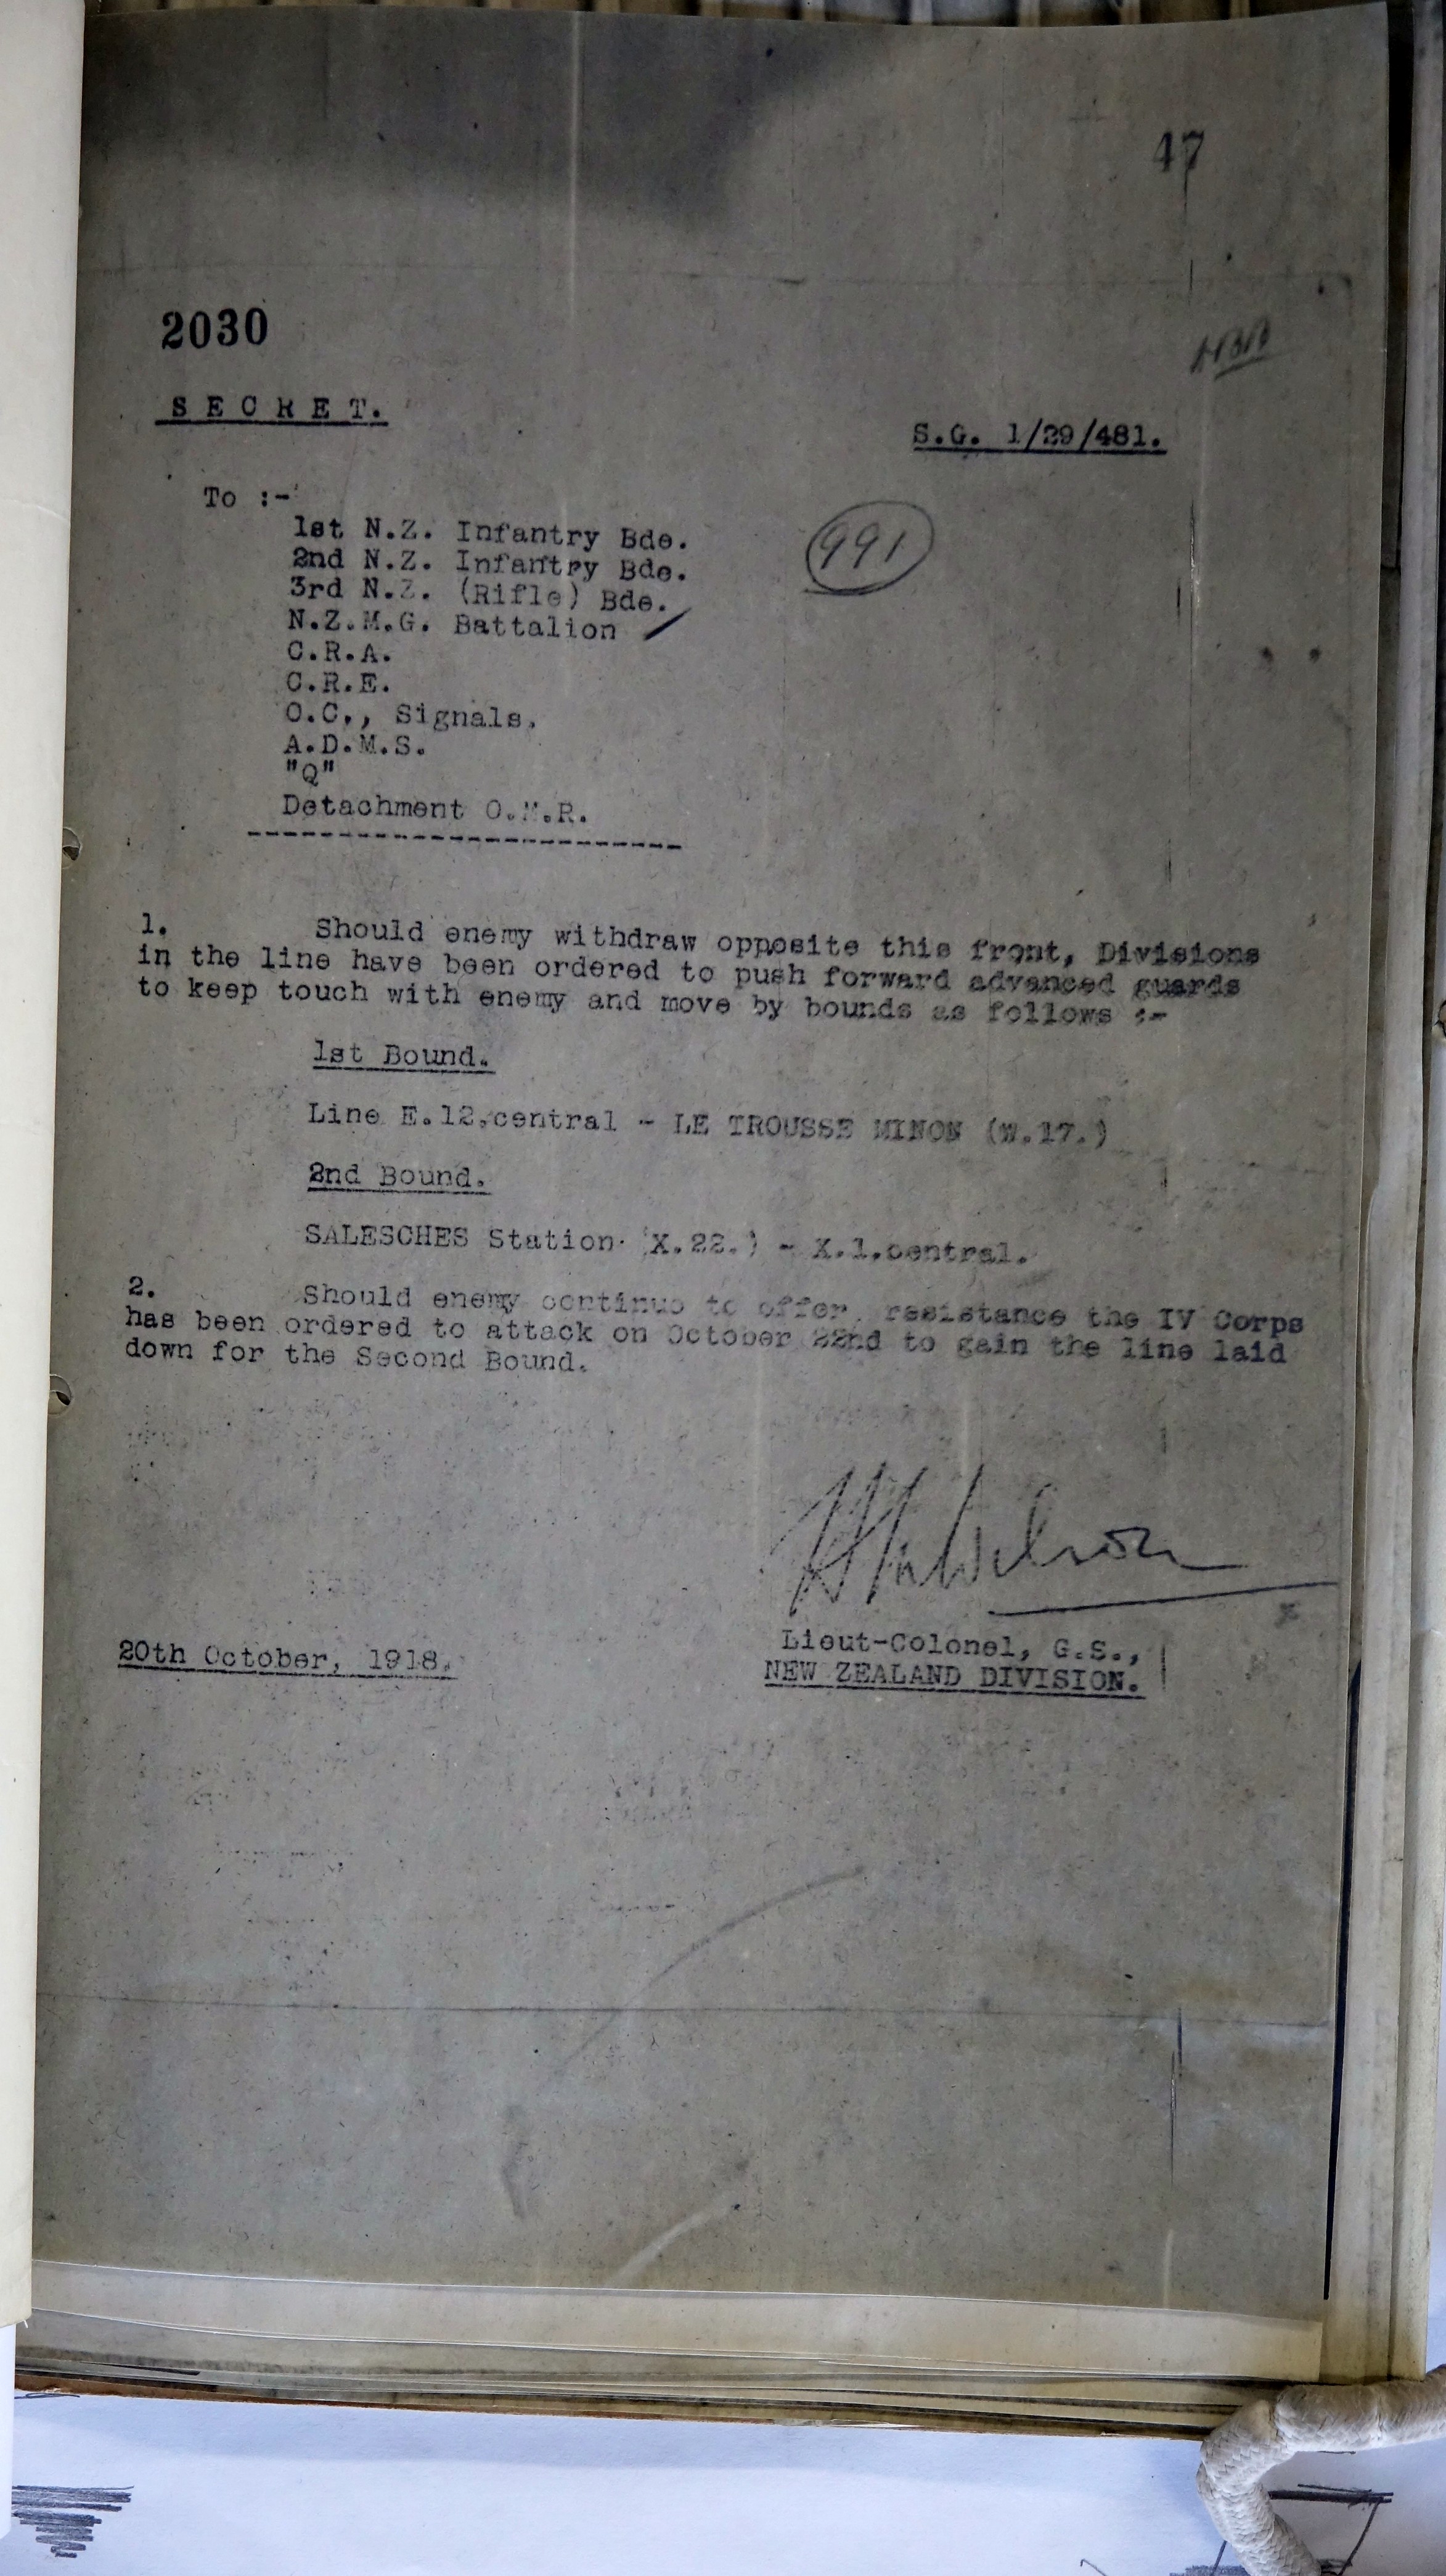 47
2030
SECRET.
S.G. 1/29/481.
To :-
1st N.Z. Infantry Bde.
2nd N.Z. Infantry Bde.
3rd N.Z. (Rifle) Bde.
N.Z.M.G. Battalion
991
C.R.A.
C.R.E.
O.C., Signals.
A.D.M.S.
"Q"
Detachment O.M.R.
1. Should enemy withdraw opposite this front, Divisions
in the line have been ordered to push forward advanced guards
to keep touch with enemy and move by bounds as follows :-
1st Bound.
Line E.12.central - LE TROUSSE MINON (W.17.)
2nd Bound.
SALESCHES Station (X.22.) - X.1.central.
2. Should enemy continue to offer resistance the IV Corps
has been ordered to attack on October 22nd to gain the line laid
down for the Second Bound.
Wilson
20th October, 1918.
Lieut-Colonel, G.S.,
NEW ZEALAND DIVISION.